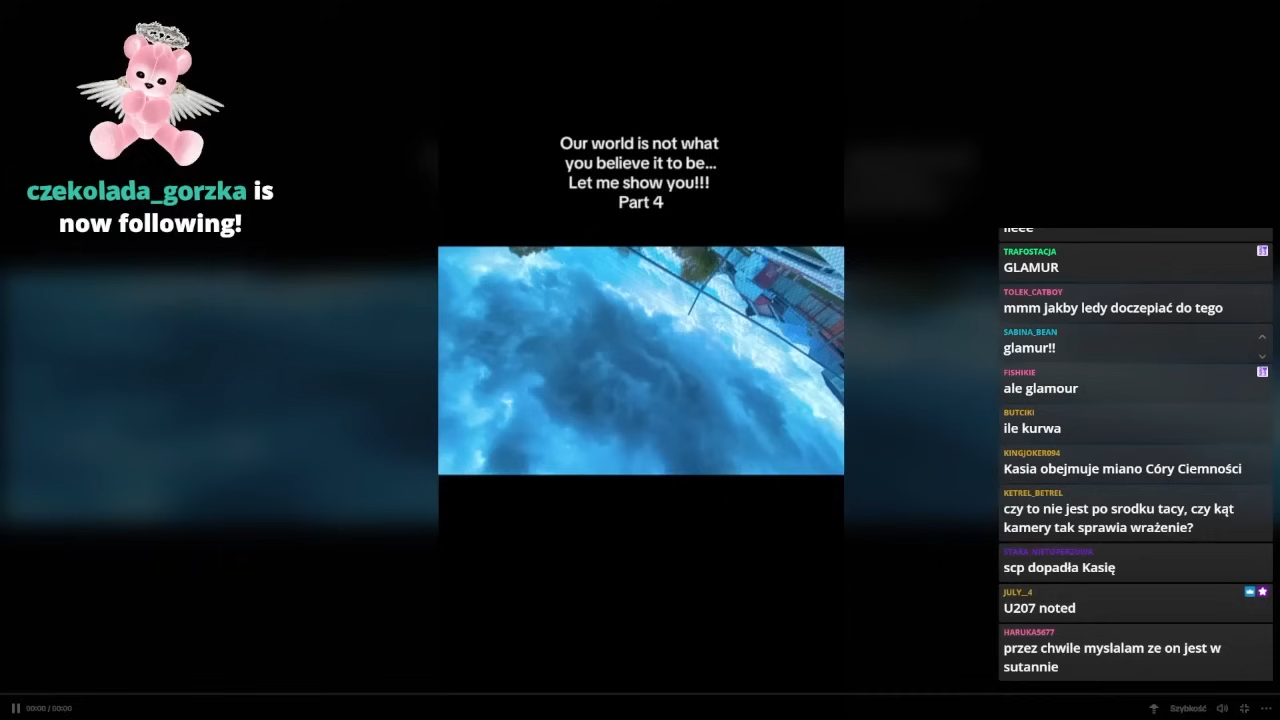 czekolada_gorzka is
now following!
Our world is not what
you believe it to be...
Let me show you!!!
Part 4
TRAFOSTACJA
GLAMUR
TOLEK_CATBOY
mmm jakby ledy doczepiać do tego
SABINA_BEAN
glamur!!
FISHIKIE
ale glamour
BUTCIKI
ile kurwa
KINGJOKER094
Kasia obejmuje miano Córy Ciemności
KETREL_BETREL
czy to nie jest po srodku tacy, czy kąt
kamery tak sprawia wrażenie?
scp dopadła Kasię
JULY__4
U207 noted
HARUKA5677
przez chwile myslalam ze on jest w
sutannie
00:00 / 00:00
Szybkość